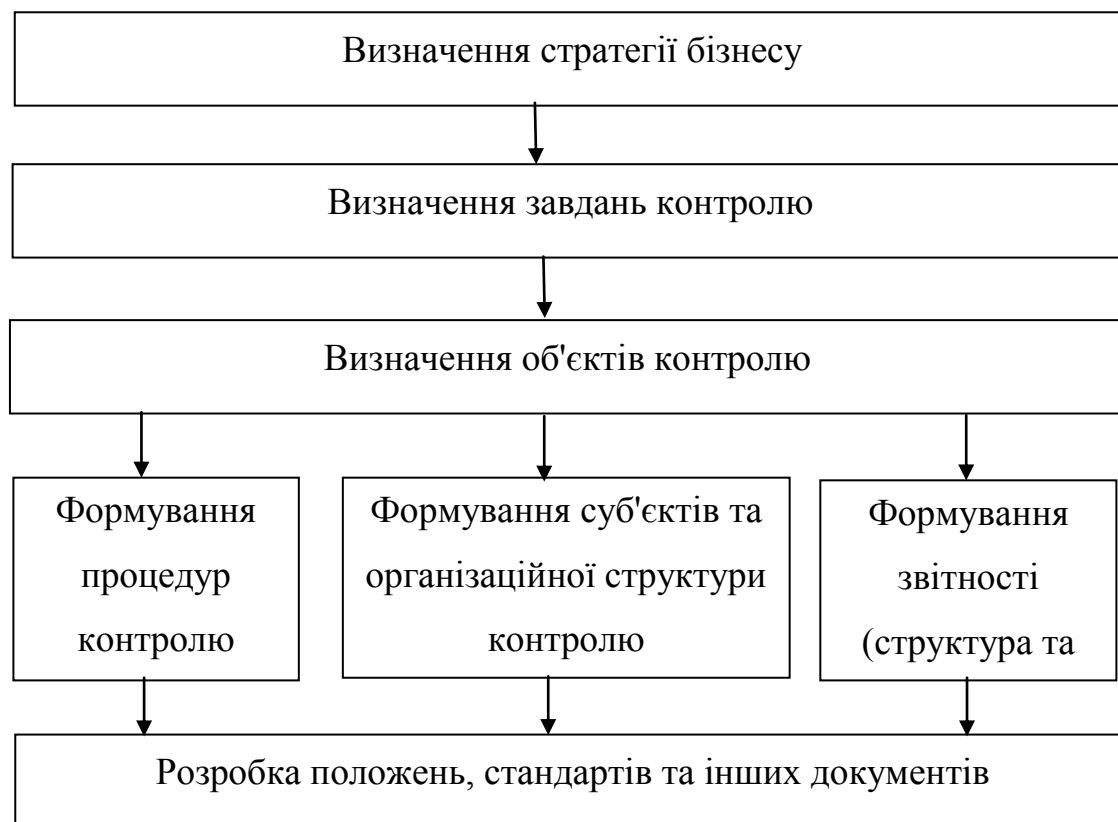 Визначення стратегії бізнесу
Визначення завдань контролю
Визначення об'єктів контролю
Формування
процедур
контролю
Формування суб'єктів та
організаційної структури
контролю
Формування
звітності
(структура та
Розробка положень, стандартів та інших документів